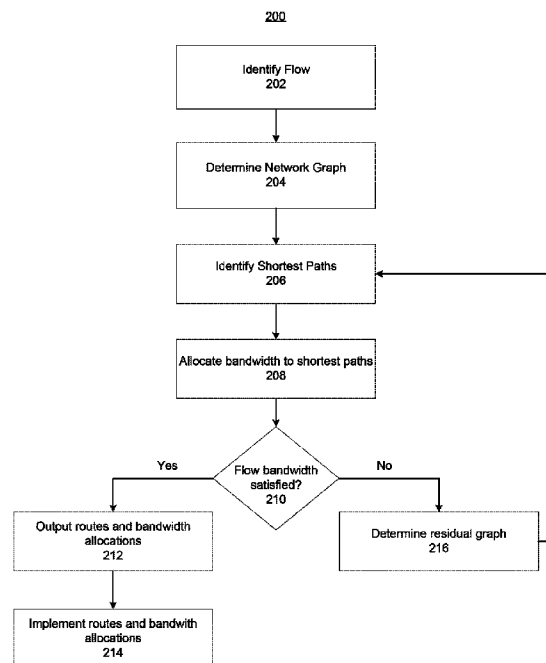 200
Identify Flow
202
Determine Network Graph
204
Identify Shortest Paths
206
Allocate bandwidth to shortest paths
208
Flow bandwidth
satisfied?
210
Yes
No
Output routes and bandwidth
allocations
212
Determine residual graph
216
Implement routes and bandwith
allocations
214